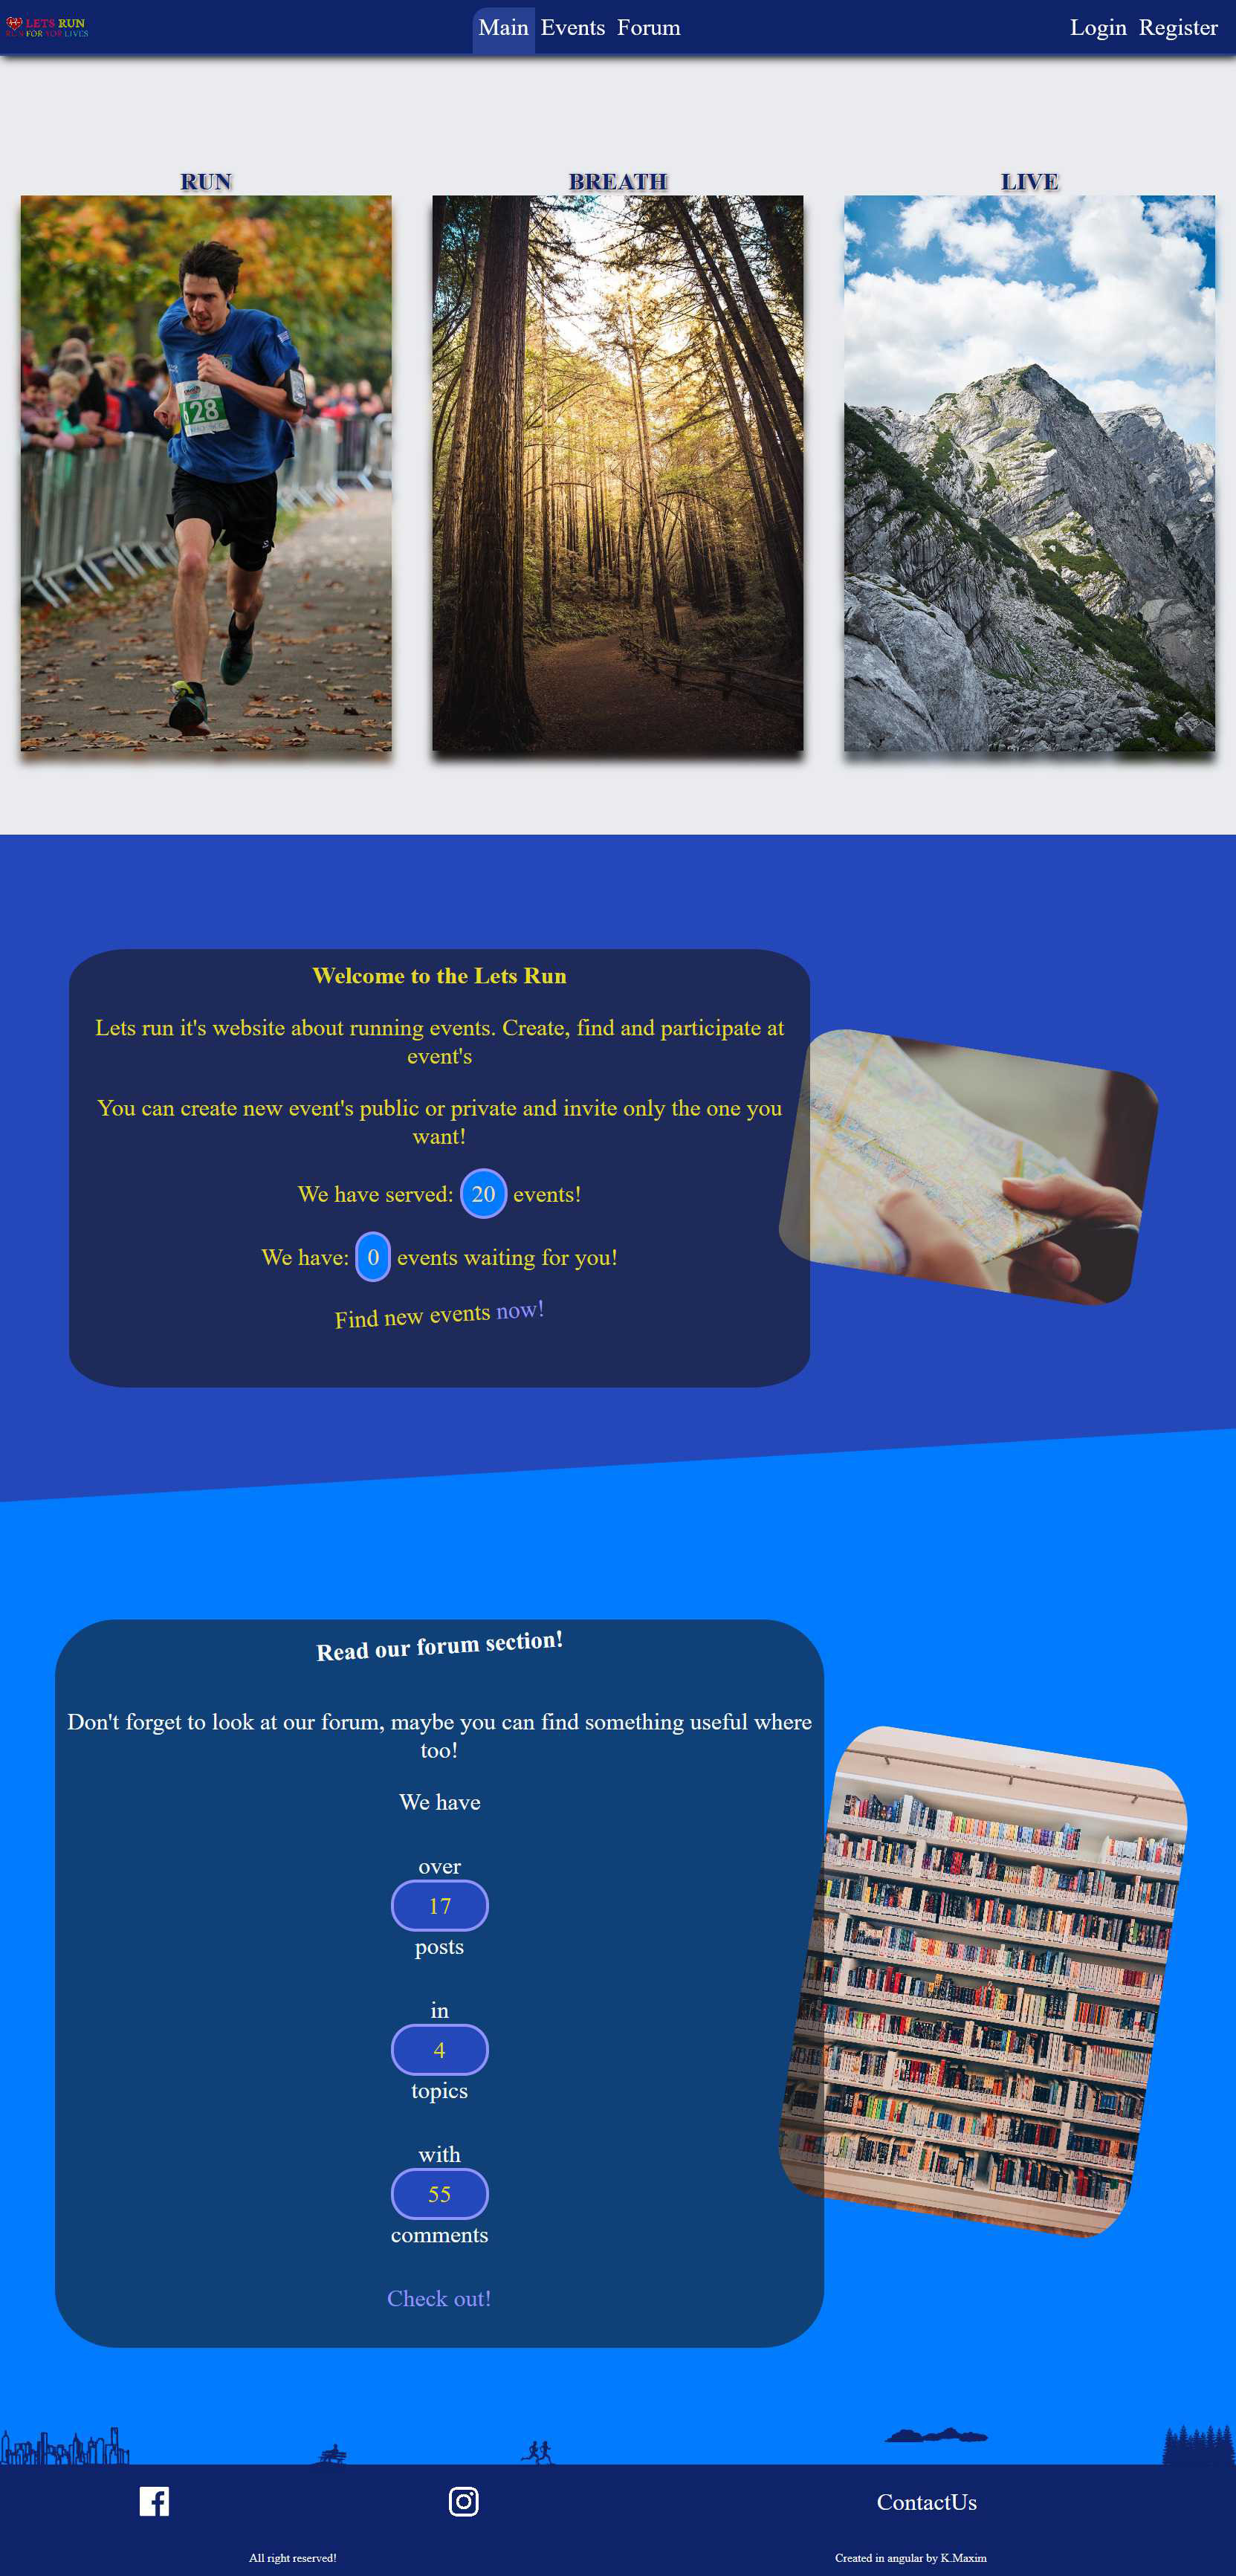 LETS RUN
RUN FOR YOR LIVES
Main Events Forum
Login Register
RUN
BREATH
LIVE
28
Welcome to the Lets Run
Lets run it's website about running events. Create, find and participate at
event's
You can create new event's public or private and invite only the one you
want!
We have served: 20 events!
We have: 0 events waiting for you!
Find new events now!
Read our forum section!
Don't forget to look at our forum, maybe you can find something useful where
too!
We have
over
17
posts
in
4
topics
with
55
comments
Check out!
ContactUs
All right reserved!
Created in angular by K.Maxim